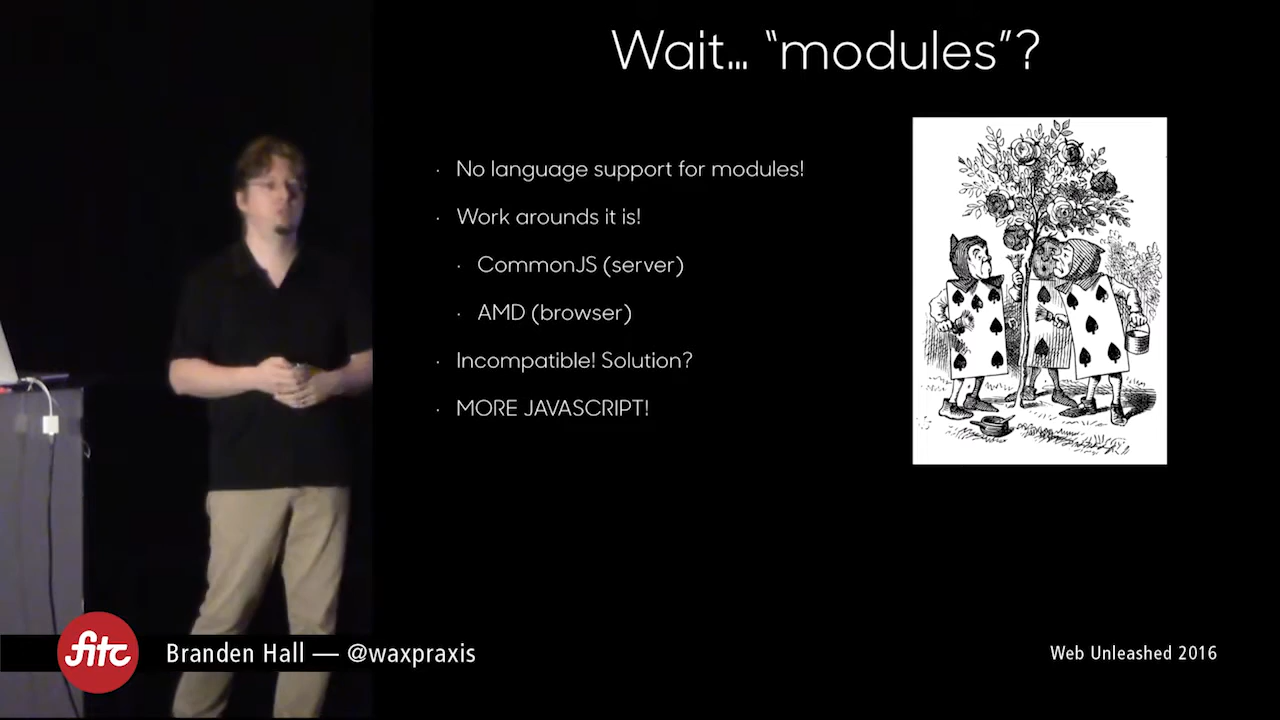 Wait... "modules"?
· No language support for modules!
· Work arounds it is!
· CommonJS (server)
· AMD (browser)
· Incompatible! Solution?
· MORE JAVASCRIPT!
fitc
Branden Hall — @waxpraxis
Web Unleashed 2016